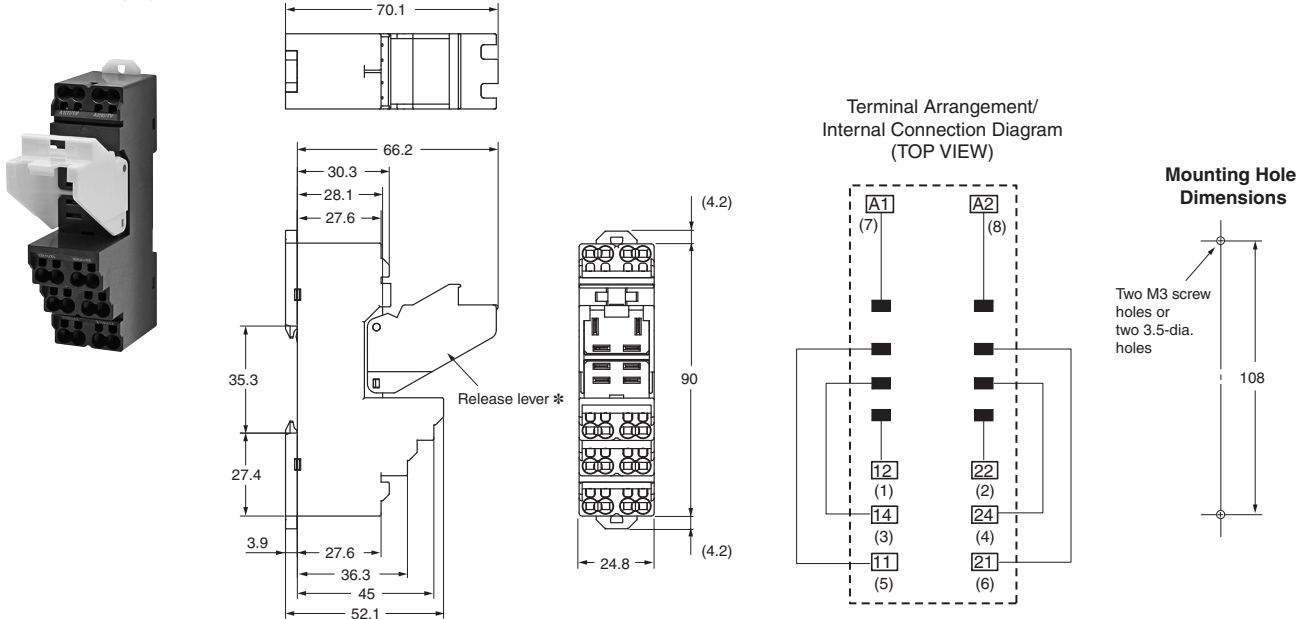 70.1
66.2
30.3
28.1
27.6
35.3
27.4
3.9
27.6
36.3
45
52.1
Release lever *
(4.2)
90
(4.2)
24.8
Terminal Arrangement/
Internal Connection Diagram
(TOP VIEW)
A1 A2
(7) (8)
12 22
(1) (2)
14 24
(3) (4)
11 21
(5) (6)
Mounting Hole
Dimensions
Two M3 screw
holes or
two 3.5-dia.
holes
108